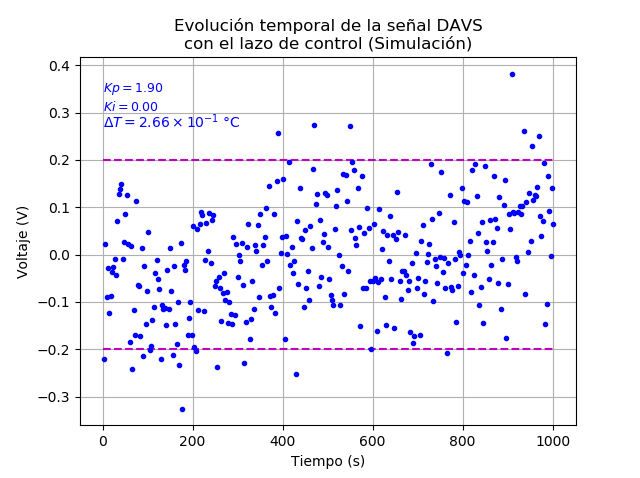 Evolución temporal de la señal DAVS
con el lazo de control (Simulación)
Kp = 1.90
Ki = 0.00
ΔT = 2.66 × 10⁻¹ °C
0.4
0.3
0.2
0.1
0.0
−0.1
−0.2
−0.3
Voltaje (V)
0 200 400 600 800 1000
Tiempo (s)